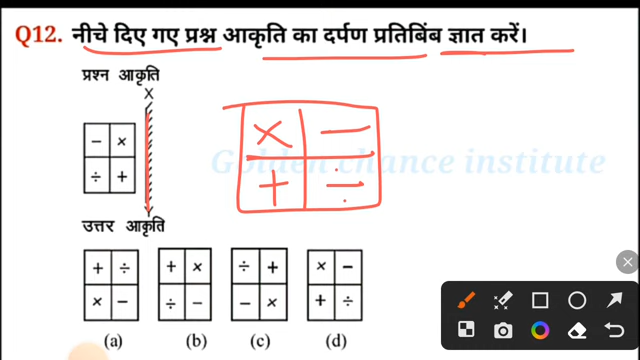 Q12. नीचे दिए गए प्रश्न आकृति का दर्पण प्रतिबिंब ज्ञात करें।
प्रश्न आकृति
X
− ×
÷ +
× −
+ ÷
Golden chance institute
Y
उत्तर आकृति
+ ÷ + × ÷ + × −
× − ÷ − − × + ÷
(a) (b) (c) (d)